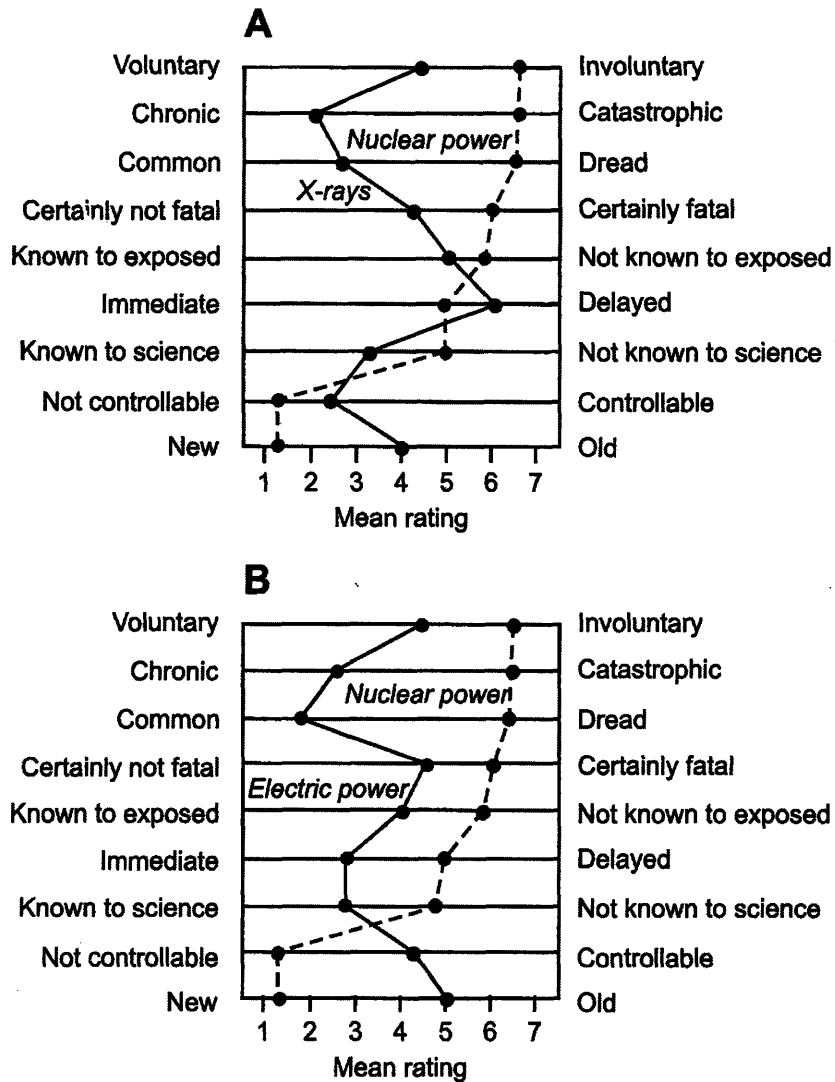 A
Voluntary Involuntary
Chronic Catastrophic
Nuclear power
Common Dread
X-rays
Certainly not fatal Certainly fatal
Known to exposed Not known to exposed
Immediate Delayed
Known to science Not known to science
Not controllable Controllable
New Old
1 2 3 4 5 6 7
Mean rating
B
Voluntary Involuntary
Chronic Catastrophic
Nuclear power
Common Dread
Certainly not fatal Certainly fatal
Electric power
Known to exposed Not known to exposed
Immediate Delayed
Known to science Not known to science
Not controllable Controllable
New Old
1 2 3 4 5 6 7
Mean rating